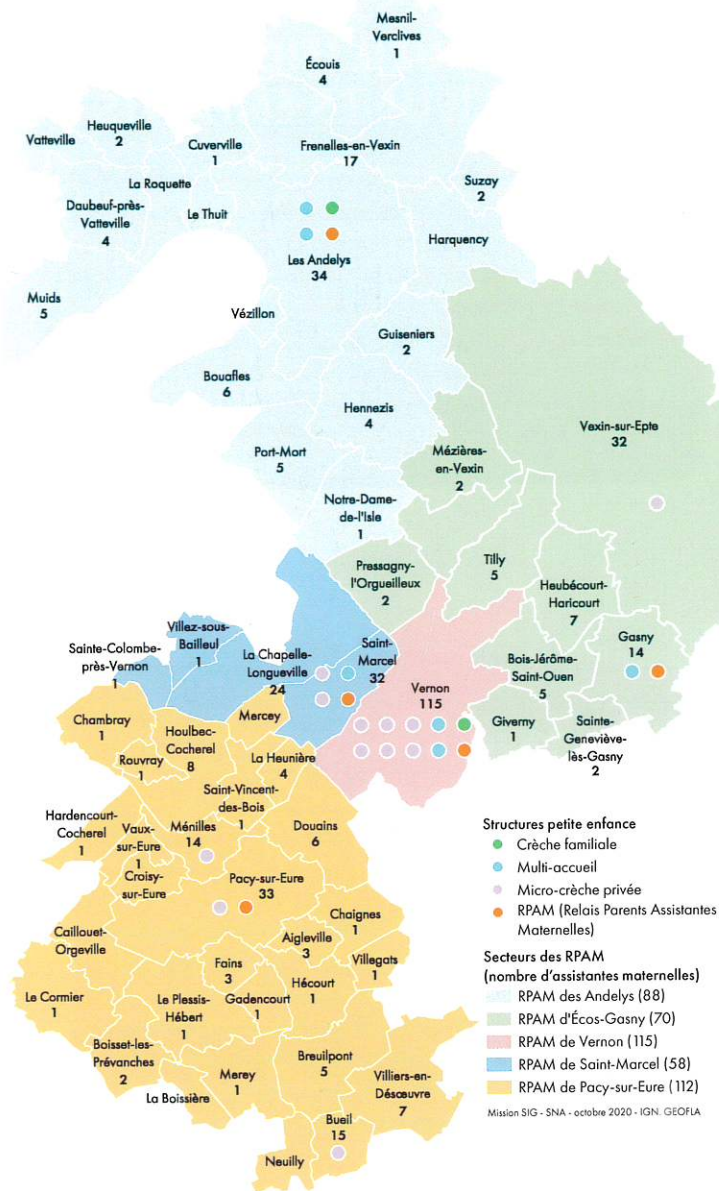 Mesnil-
Verclives
1
Écouis
4
Heuqueville
2
Vatteville
Cuverville
1
Frenelles-en-Vexin
17
La Roquette
Suzay
2
Daubeuf-près-
Vatteville
4
Le Thuit
Harquency
Les Andelys
34
Muids
5
Vézillon
Guiseniers
2
Bouafles
6
Hennezis
4
Vexin-sur-Epte
32
Port-Mort
5
Mézières-
en-Vexin
2
Notre-Dame-
de-l'Isle
1
Pressagny-
l'Orgueilleux
2
Tilly
5
Heubécourt-
Haricourt
7
Villez-sous-
Bailleul
1
Sainte-Colombe-
près-Vernon
1
La Chapelle-
Longueville
24
Saint-
Marcel
32
Gasny
14
Bois-Jérôme-
Saint-Ouen
5
Vernon
115
Chambray
1
Mercey
Houlbec-
Cocherel
8
Giverny
1
Sainte-
Geneviève-
lès-Gasny
2
Rouvray
1
La Heunière
4
Saint-Vincent-
des-Bois
1
Hardencourt-
Cocherel
1
Vaux-
sur-Eure
1
Ménilles
14
Douains
6
Croisy-
sur-Eure
Pacy-sur-Eure
33
Chaignes
1
Caillouet-
Orgeville
Aigleville
3
Fains
3
Villegats
1
Le Cormier
1
Le Plessis-
Hébert
1
Gadencourt
1
Hécourt
1
Boisset-les-
Prévanches
2
Merey
1
Breuilpont
5
Villiers-en-
Désœuvre
7
La Boissière
Bueil
15
Neuilly
Structures petite enfance
Crèche familiale
Multi-accueil
Micro-crèche privée
RPAM (Relais Parents Assistantes
Maternelles)
Secteurs des RPAM
(nombre d'assistantes maternelles)
RPAM des Andelys (88)
RPAM d'Écos-Gasny (70)
RPAM de Vernon (115)
RPAM de Saint-Marcel (58)
RPAM de Pacy-sur-Eure (112)
Mission SIG - SNA - octobre 2020 - IGN. GEOFLA